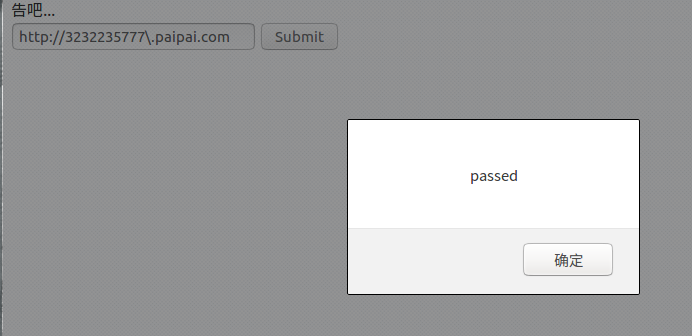 告吧...
http://3232235777\.paipai.com Submit
passed
确定